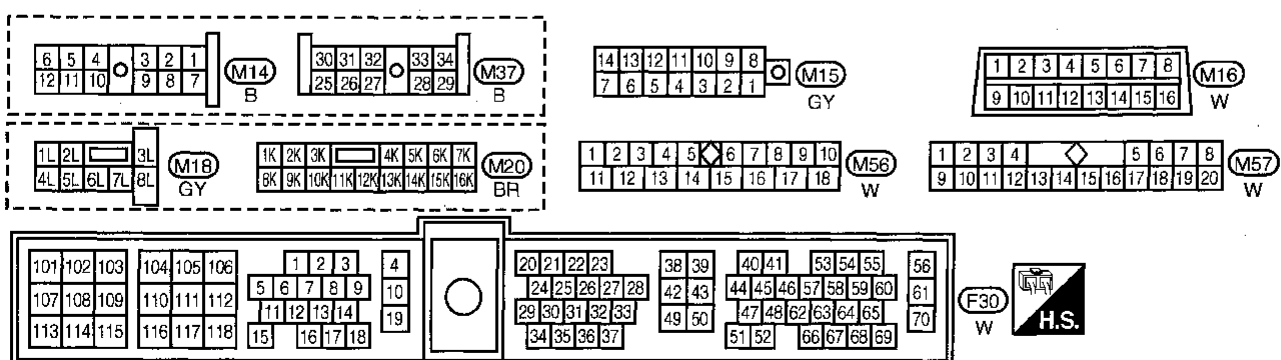 6 5 4 3 2 1
12 11 10 9 8 7
M14
B
30 31 32 33 34
25 26 27 28 29
M37
B
14 13 12 11 10 9 8
7 6 5 4 3 2 1
M15
GY
1 2 3 4 5 6 7 8
9 10 11 12 13 14 15 16
M16
W
1L 2L 3L
4L 5L 6L 7L 8L
M18
GY
1K 2K 3K 4K 5K 6K 7K
8K 9K 10K 11K 12K 13K 14K 15K 16K
M20
BR
1 2 3 4 5 6 7 8 9 10
11 12 13 14 15 16 17 18
M56
W
1 2 3 4 5 6 7 8
9 10 11 12 13 14 15 16 17 18 19 20
M57
W
101 102 103 104 105 106 1 2 3 4 20 21 22 23 38 39 40 41 53 54 55 56
107 108 109 110 111 112 5 6 7 8 9 10 24 25 26 27 28 42 43 44 45 46 57 58 59 60 61
113 114 115 116 117 118 11 12 13 14 19 29 30 31 32 33 49 50 47 48 62 63 64 65 70
15 16 17 18 34 35 36 37 51 52 66 67 68 69
F30
W
H.S.